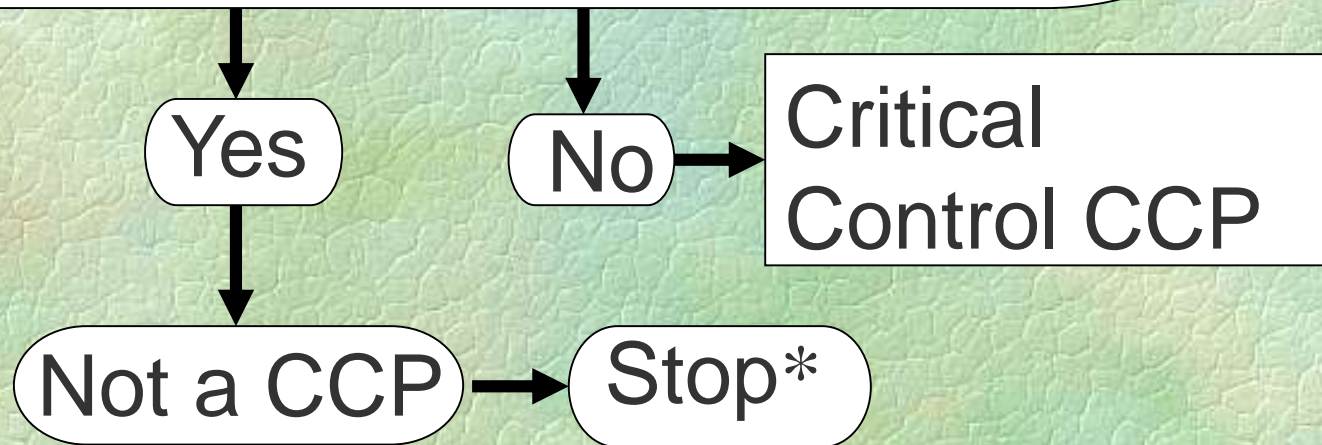 Yes
No
Critical
Control CCP
Not a CCP
Stop*